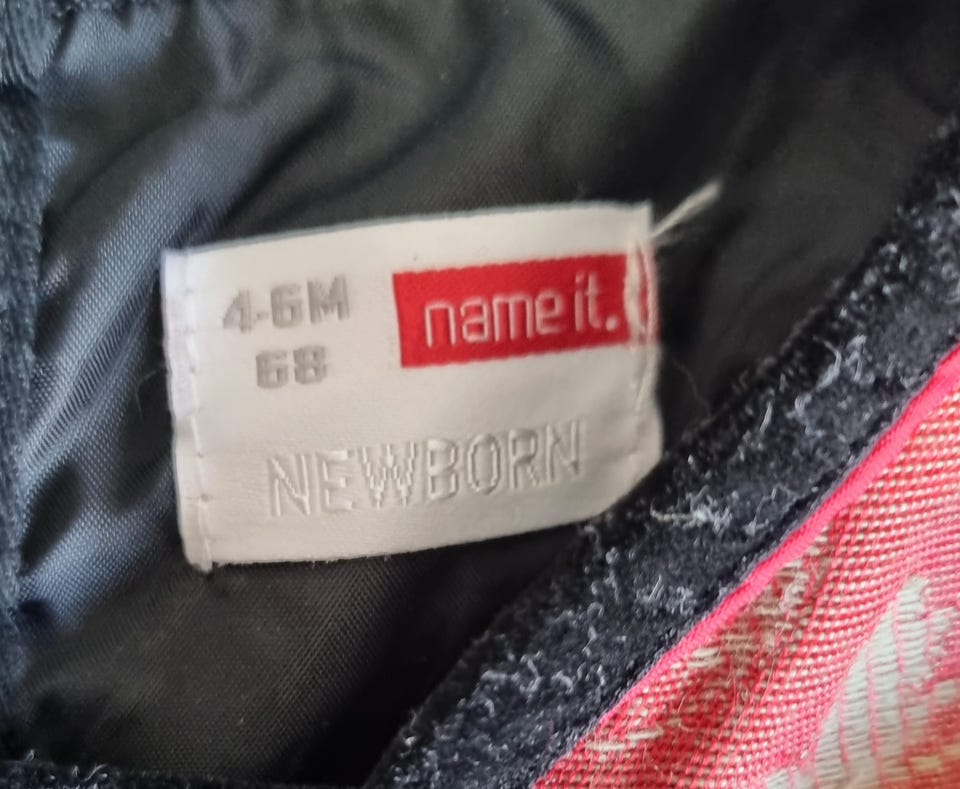 4-6M
68
name it.
NEWBORN